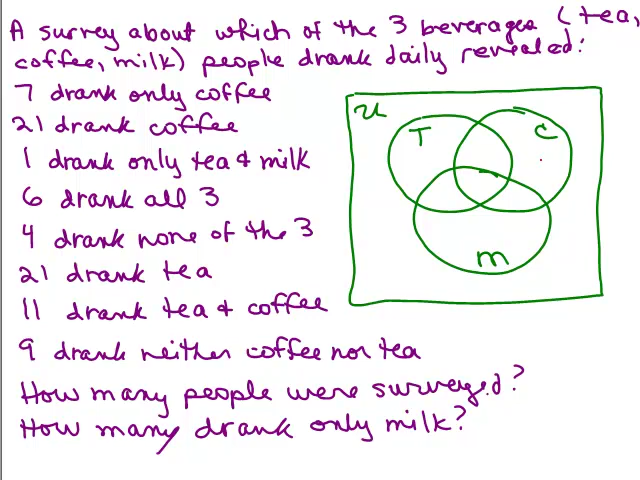 A survey about which of the 3 beverages (tea,
coffee, milk) people drank daily revealed:
7 drank only coffee
21 drank coffee
1 drank only tea & milk
6 drank all 3
4 drank none of the 3
21 drank tea
11 drank tea & coffee
9 drank neither coffee nor tea
How many people were surveyed?
How many drank only milk?
U
T
C
m